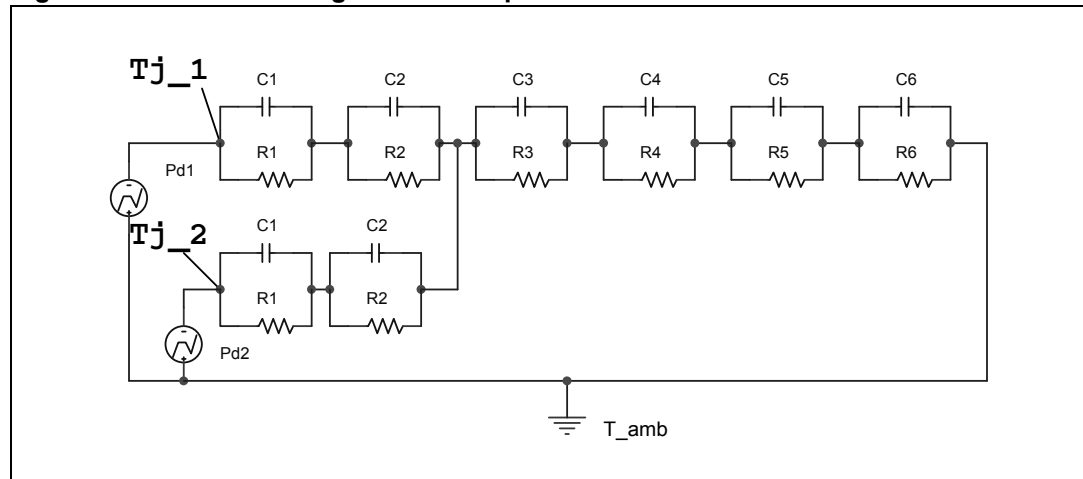 Tj_1
C1 C2 C3 C4 C5 C6
R1 R2 R3 R4 R5 R6
Pd1
-
+
Tj_2
C1 C2
R1 R2
-
+
Pd2
T_amb